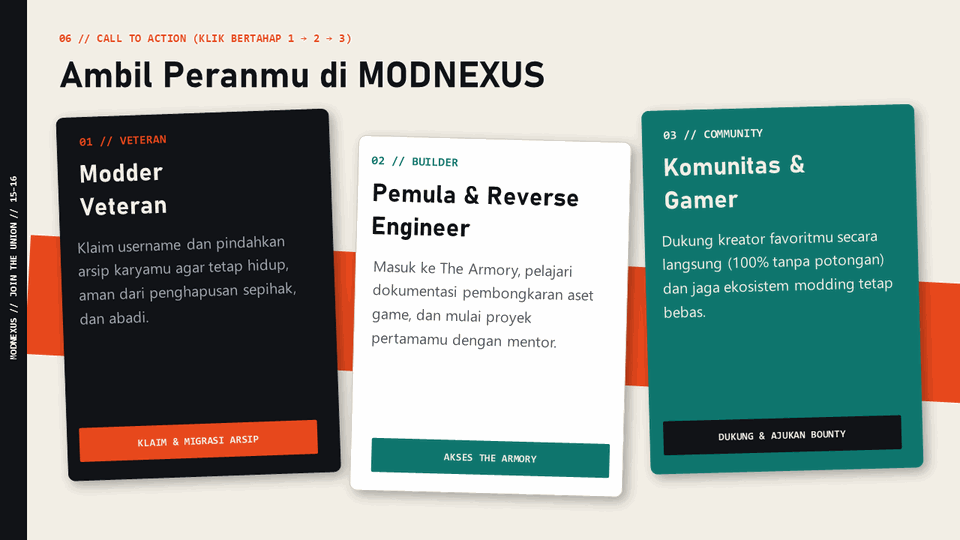 06 // CALL TO ACTION (KLIK BERTAHAP 1 → 2 → 3)
Ambil Peranmu di MODNEXUS
MODNEXUS // JOIN THE UNION // 15-16
01 // VETERAN
Modder
Veteran
Klaim username dan pindahkan
arsip karyamu agar tetap hidup,
aman dari penghapusan sepihak,
dan abadi.
KLAIM & MIGRASI ARSIP
02 // BUILDER
Pemula & Reverse
Engineer
Masuk ke The Armory, pelajari
dokumentasi pembongkaran aset
game, dan mulai proyek
pertamamu dengan mentor.
AKSES THE ARMORY
03 // COMMUNITY
Komunitas &
Gamer
Dukung kreator favoritmu secara
langsung (100% tanpa potongan)
dan jaga ekosistem modding tetap
bebas.
DUKUNG & AJUKAN BOUNTY